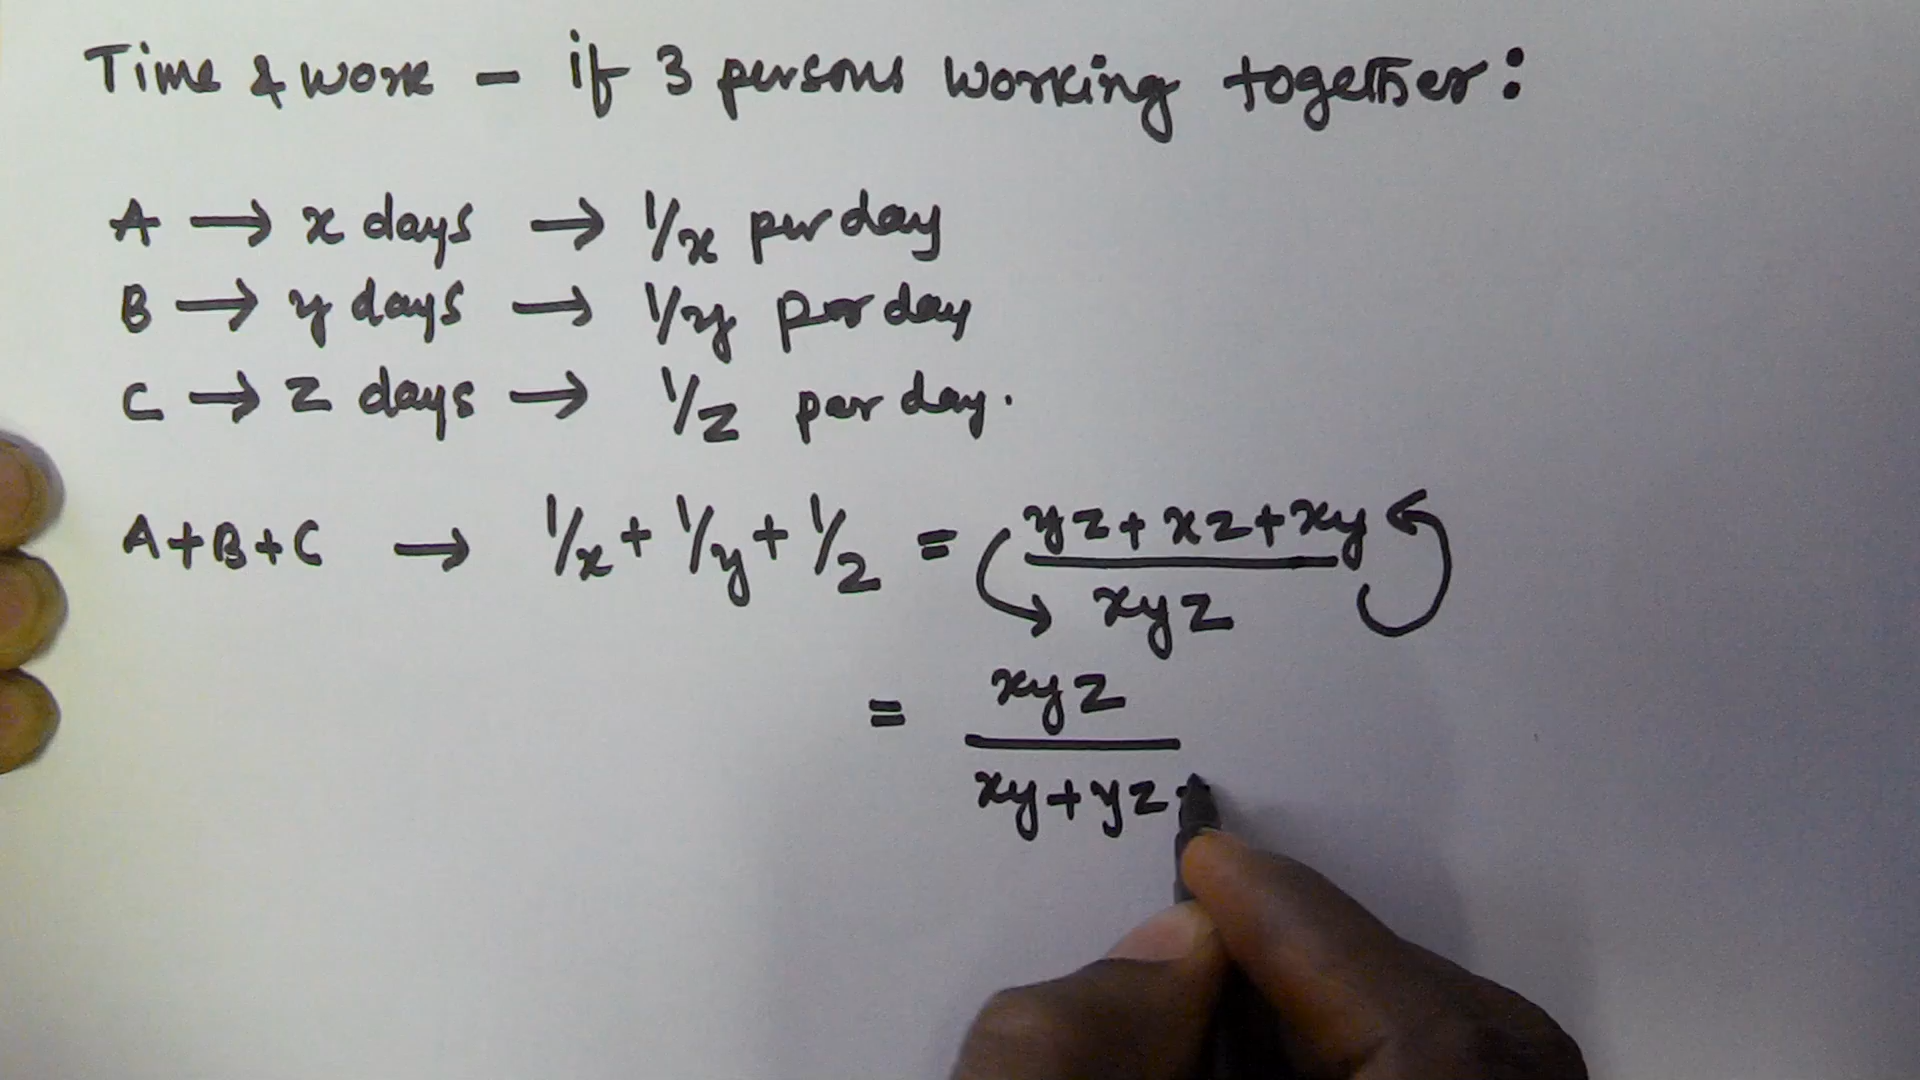 Time & work - if 3 persons working together:
A → x days → 1/x per day
B → y days → 1/y per day
C → z days → 1/z per day.
A+B+C → 1/x + 1/y + 1/z = yz+xz+xy / xyz
= xyz / xy+yz+